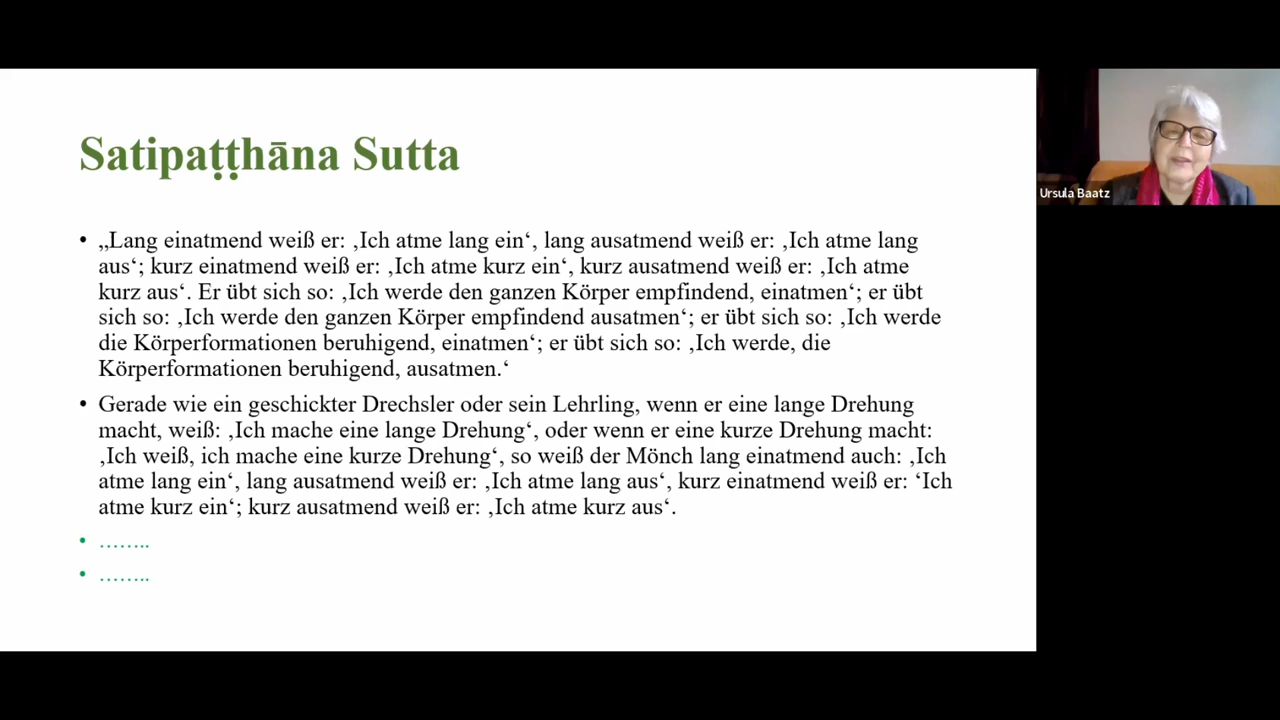 Satipaṭṭhāna Sutta
• „Lang einatmend weiß er: ‚Ich atme lang ein‘, lang ausatmend weiß er: ‚Ich atme lang
aus‘; kurz einatmend weiß er: ‚Ich atme kurz ein‘, kurz ausatmend weiß er: ‚Ich atme
kurz aus‘. Er übt sich so: ‚Ich werde den ganzen Körper empfindend, einatmen‘; er übt
sich so: ‚Ich werde den ganzen Körper empfindend ausatmen‘; er übt sich so: ‚Ich werde
die Körperformationen beruhigend, einatmen‘; er übt sich so: ‚Ich werde, die
Körperformationen beruhigend, ausatmen.‘
• Gerade wie ein geschickter Drechsler oder sein Lehrling, wenn er eine lange Drehung
macht, weiß: ‚Ich mache eine lange Drehung‘, oder wenn er eine kurze Drehung macht:
‚Ich weiß, ich mache eine kurze Drehung‘, so weiß der Mönch lang einatmend auch: ‚Ich
atme lang ein‘, lang ausatmend weiß er: ‚Ich atme lang aus‘, kurz einatmend weiß er: ‘Ich
atme kurz ein‘; kurz ausatmend weiß er: ‚Ich atme kurz aus‘.
• ……..
• ……..
Ursula Baatz